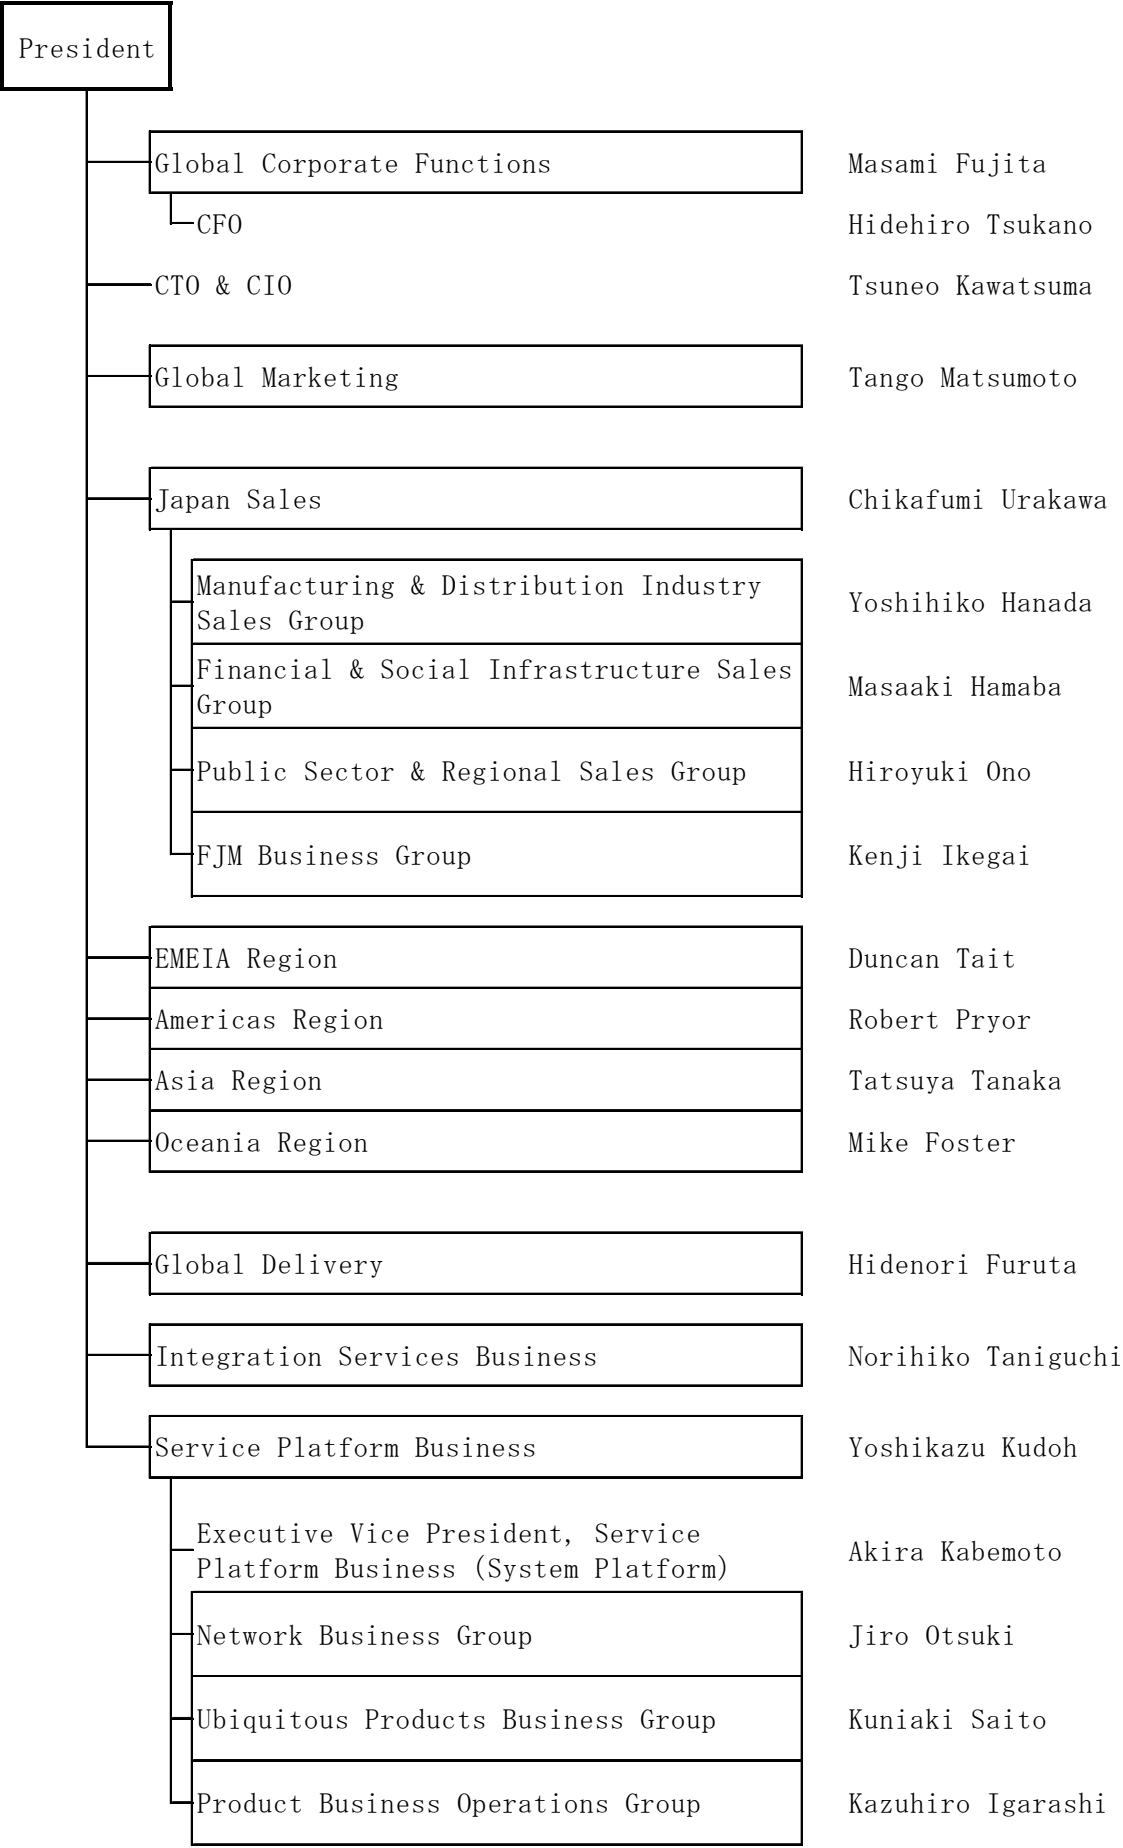 President
Global Corporate Functions Masami Fujita
CFO Hidehiro Tsukano
CTO & CIO Tsuneo Kawatsuma
Global Marketing Tango Matsumoto
Japan Sales Chikafumi Urakawa
Manufacturing & Distribution Industry
Sales Group
Yoshihiko Hanada
Financial & Social Infrastructure Sales
Group
Masaaki Hamaba
Public Sector & Regional Sales Group Hiroyuki Ono
FJM Business Group Kenji Ikegai
EMEIA Region Duncan Tait
Americas Region Robert Pryor
Asia Region Tatsuya Tanaka
Oceania Region Mike Foster
Global Delivery Hidenori Furuta
Integration Services Business Norihiko Taniguchi
Service Platform Business Yoshikazu Kudoh
Executive Vice President, Service
Platform Business (System Platform)
Akira Kabemoto
Network Business Group Jiro Otsuki
Ubiquitous Products Business Group Kuniaki Saito
Product Business Operations Group Kazuhiro Igarashi